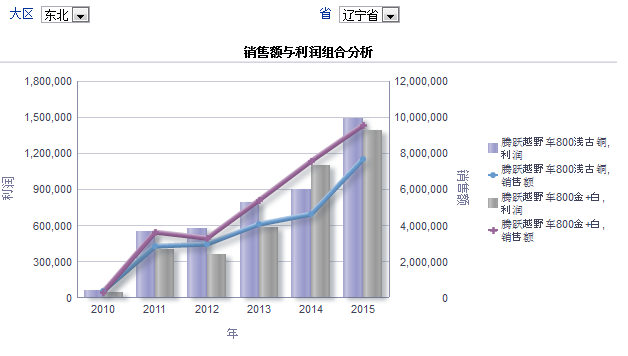 大区 东北 省 辽宁省
销售额与利润组合分析
1,800,000 12,000,000
1,500,000 10,000,000
1,200,000 8,000,000
900,000 6,000,000
600,000 4,000,000
300,000 2,000,000
0 0
利润
销售额
2010 2011 2012 2013 2014 2015
年
腾跃越野车800浅古铜,
利润
腾跃越野车800浅古铜,
销售额
腾跃越野车800金+白,
利润
腾跃越野车800金+白,
销售额